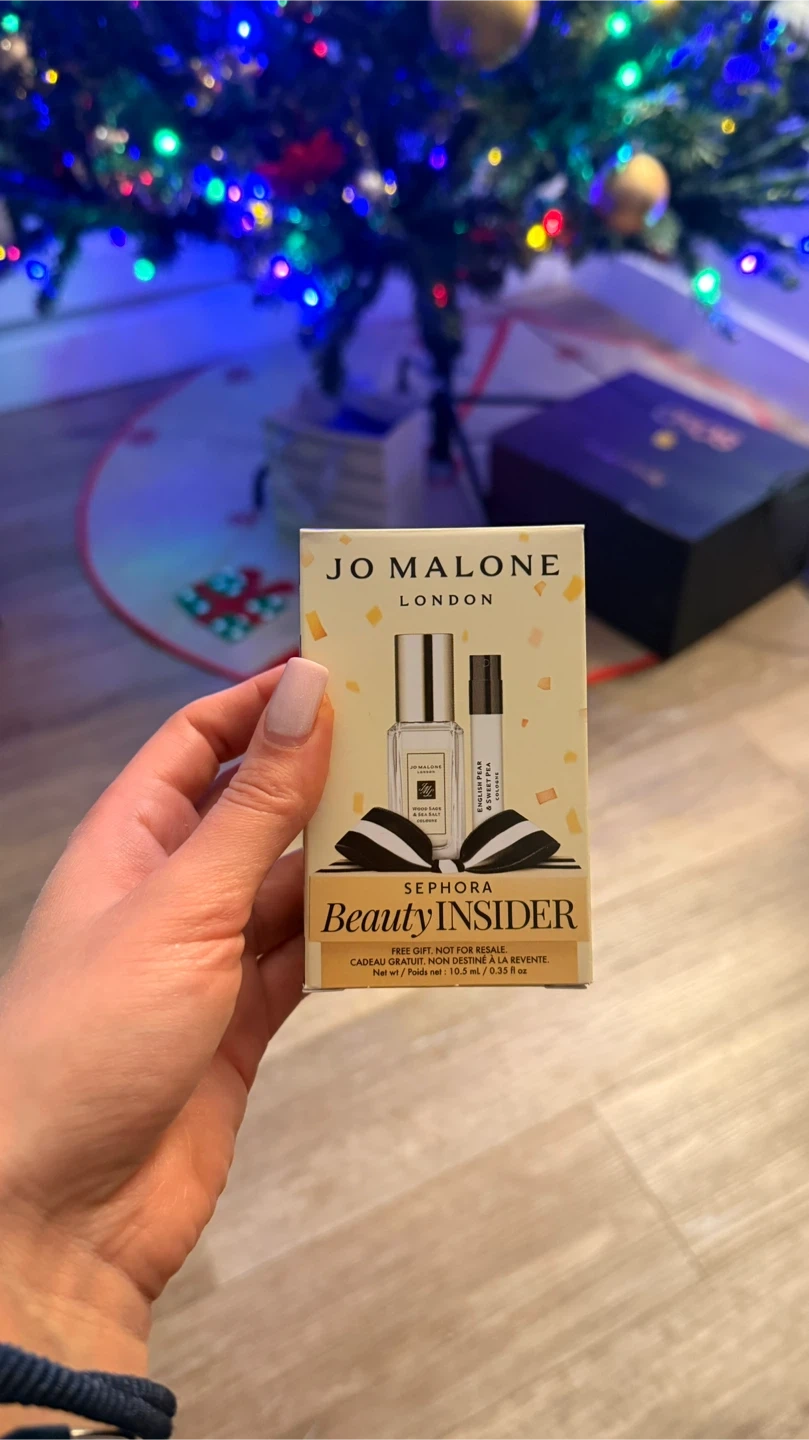 JO MALONE
LONDON
JO MALONE
LONDON
WOOD SAGE
& SEA SALT
COLOGNE
ENGLISH PEAR
& SWEET PEA
COLOGNE
SEPHORA
Beauty INSIDER
FREE GIFT. NOT FOR RESALE.
CADEAU GRATUIT. NON DESTINÉ À LA REVENTE.
Net wt / Poids net : 10.5 mL / 0.35 fl oz